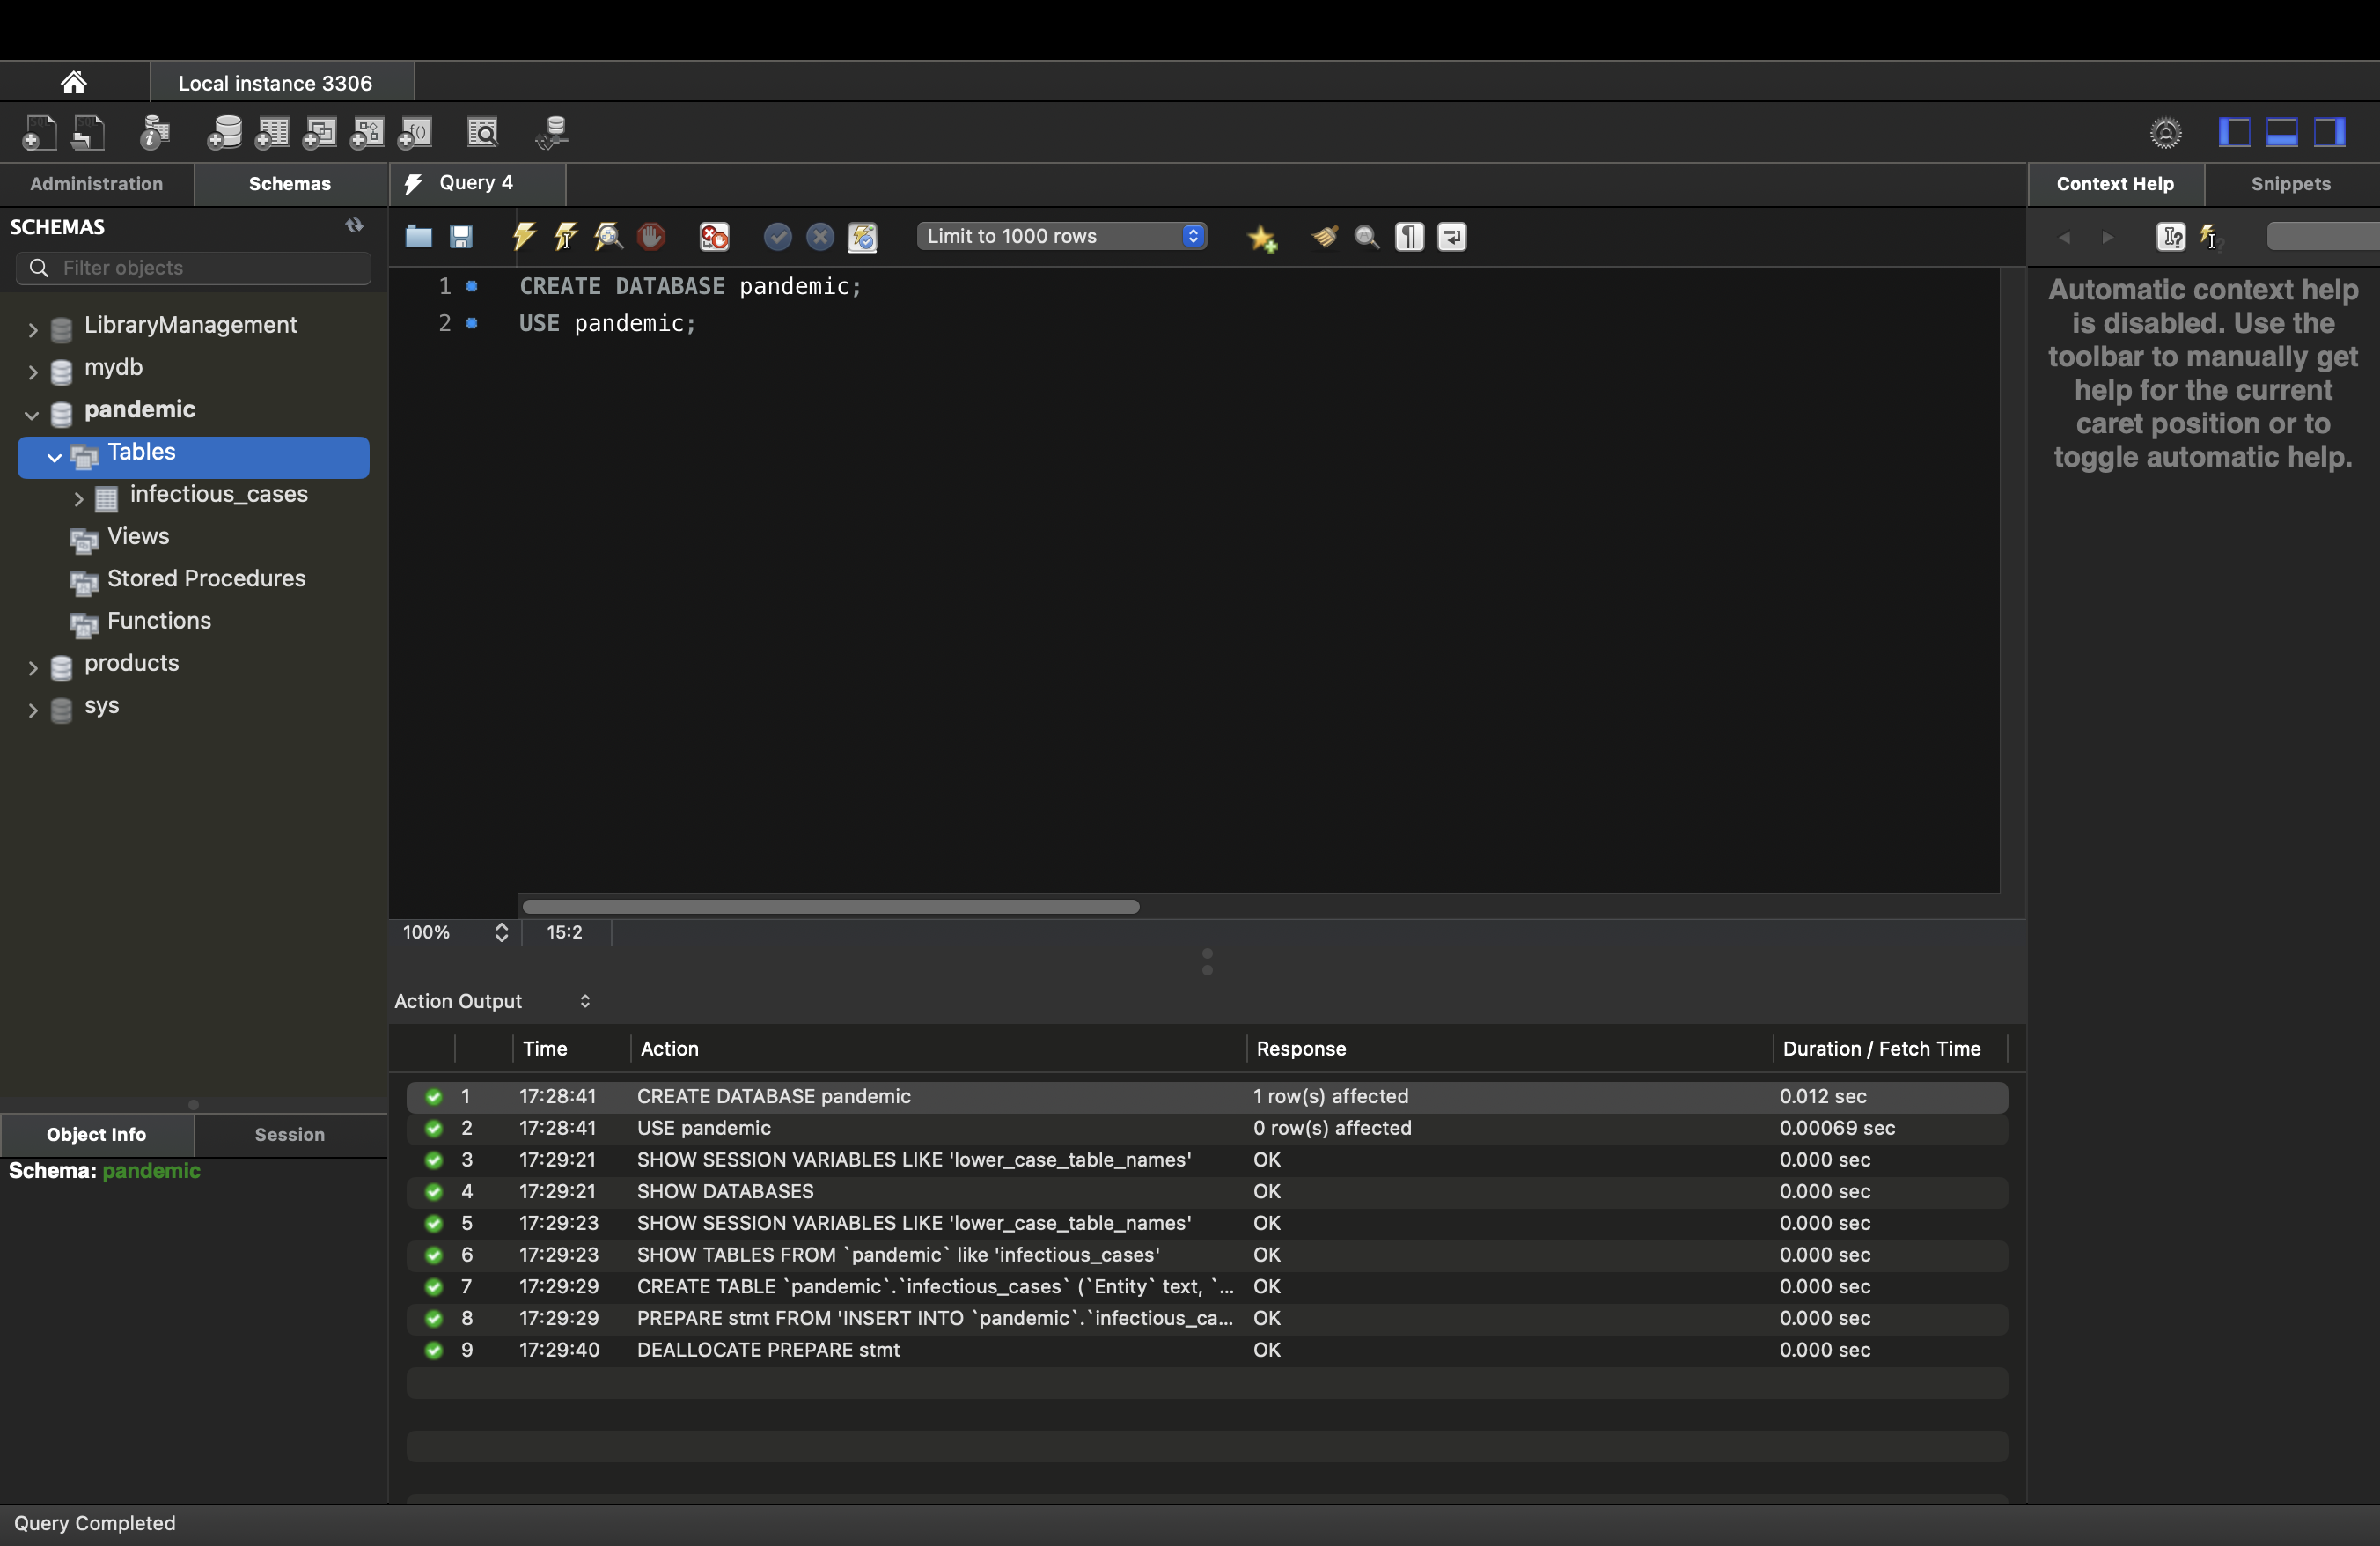 Local instance 3306
Administration
Schemas
Query 4
Context Help
Snippets
SCHEMAS
Filter objects
Limit to 1000 rows
1 CREATE DATABASE pandemic;
2 USE pandemic;
LibraryManagement
mydb
pandemic
Tables
infectious_cases
Views
Stored Procedures
Functions
products
sys
Automatic context help
is disabled. Use the
toolbar to manually get
help for the current
caret position or to
toggle automatic help.
100%
15:2
Action Output
Time Action Response Duration / Fetch Time
1 17:28:41 CREATE DATABASE pandemic 1 row(s) affected 0.012 sec
2 17:28:41 USE pandemic 0 row(s) affected 0.00069 sec
3 17:29:21 SHOW SESSION VARIABLES LIKE 'lower_case_table_names' OK 0.000 sec
4 17:29:21 SHOW DATABASES OK 0.000 sec
5 17:29:23 SHOW SESSION VARIABLES LIKE 'lower_case_table_names' OK 0.000 sec
6 17:29:23 SHOW TABLES FROM `pandemic` like 'infectious_cases' OK 0.000 sec
7 17:29:29 CREATE TABLE `pandemic`.`infectious_cases` (`Entity` text, `... OK 0.000 sec
8 17:29:29 PREPARE stmt FROM 'INSERT INTO `pandemic`.`infectious_ca... OK 0.000 sec
9 17:29:40 DEALLOCATE PREPARE stmt OK 0.000 sec
Object Info
Session
Schema: pandemic
Query Completed